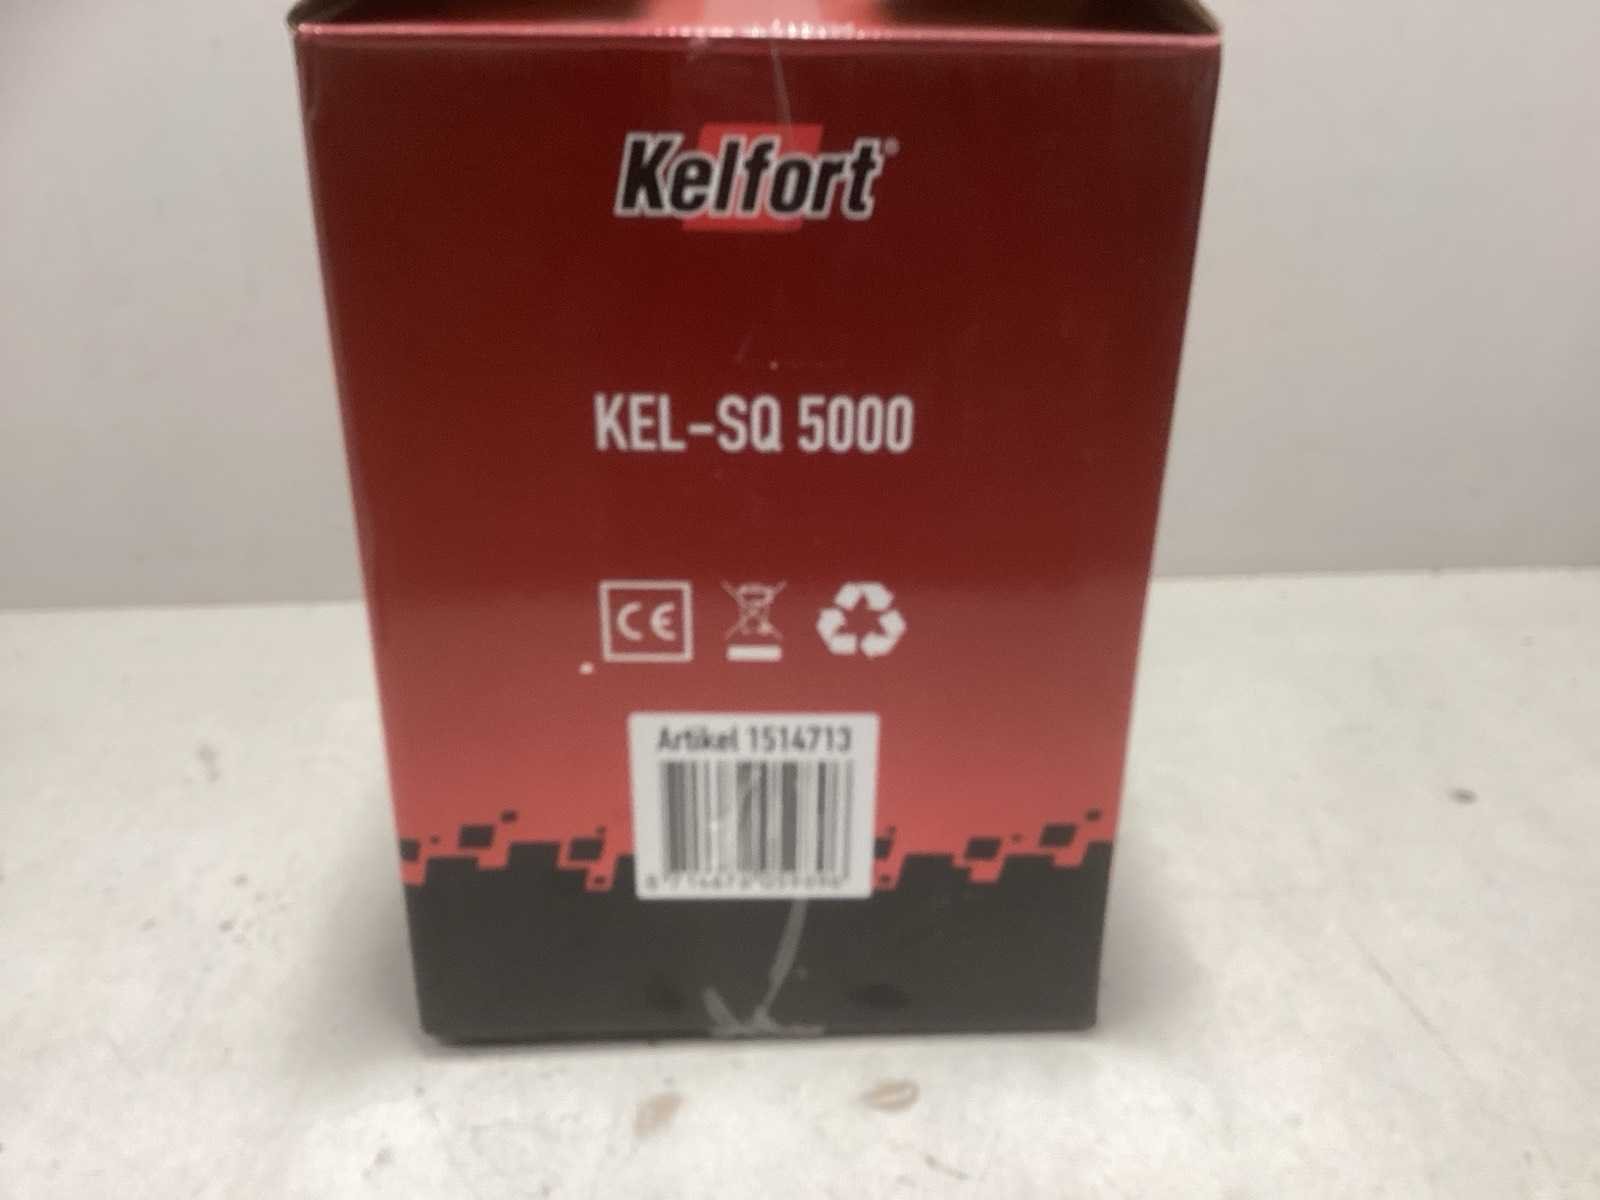 Kelfort®
KEL-SQ 5000
CE
Artikel 1514713